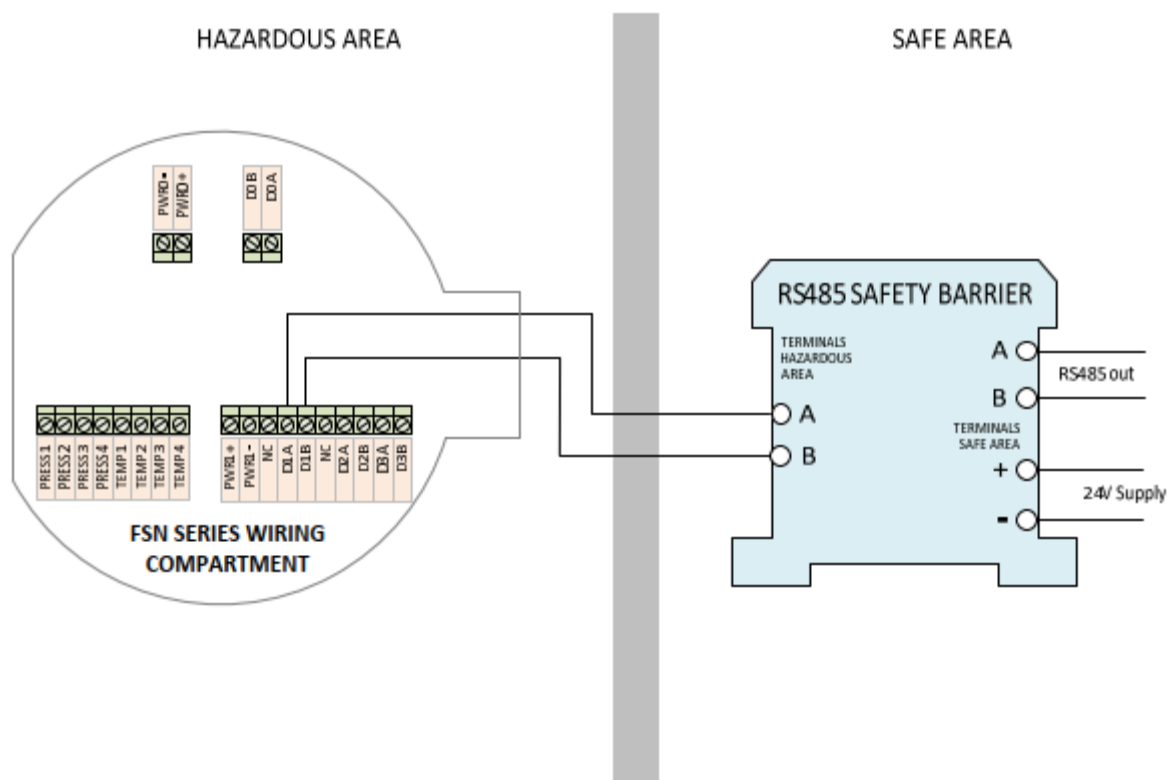 HAZARDOUS AREA
SAFE AREA
PWR0-
PWR0+
D0B
D0A
RS485 SAFETY BARRIER
TERMINALS
HAZARDOUS
AREA
A
B
A
RS485 out
B
TERMINALS
SAFE AREA
+
24V Supply
-
PRESS1
PRESS2
PRESS3
PRESS4
TEMP1
TEMP2
TEMP3
TEMP4
PWR1+
PWR1-
NC
D1A
D1B
NC
D2A
D2B
D3A
D3B
FSN SERIES WIRING
COMPARTMENT